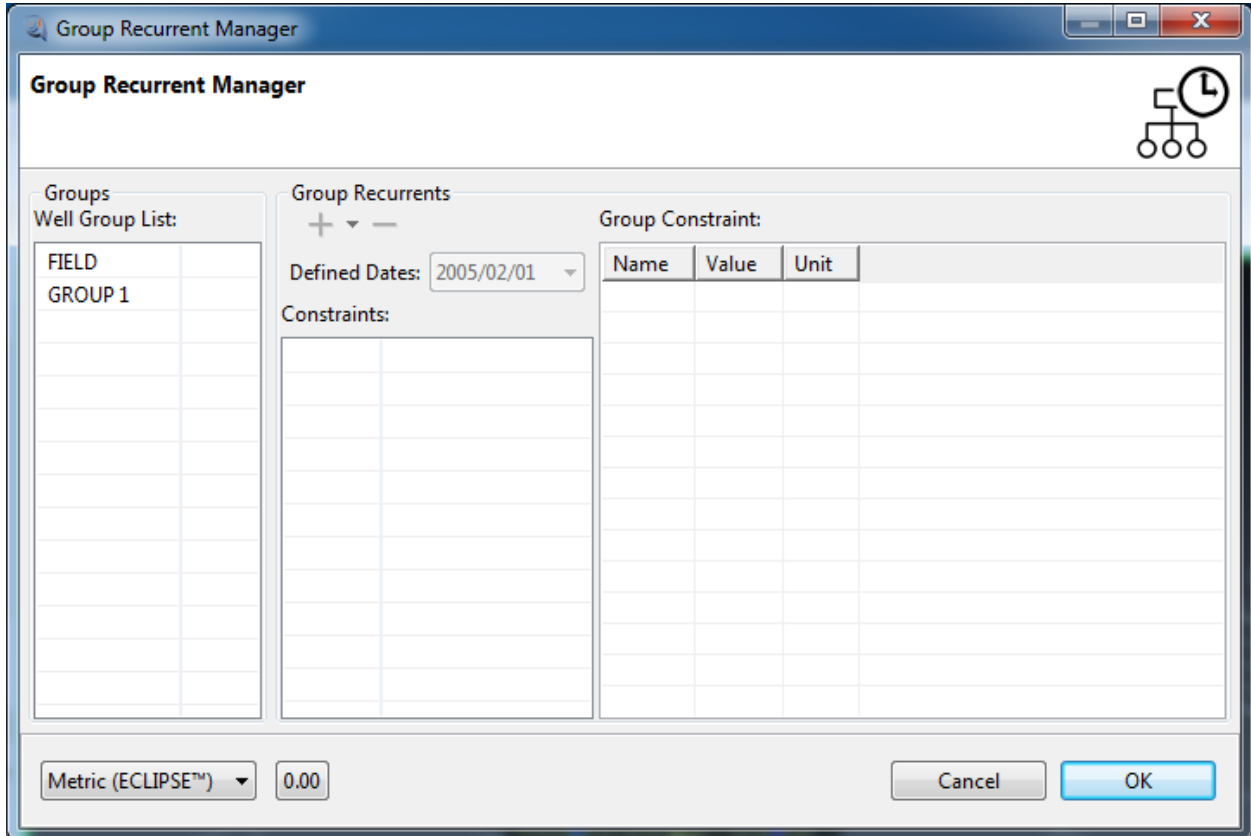 Group Recurrent Manager
Group Recurrent Manager
Groups
Well Group List:
FIELD
GROUP 1
Group Recurrents
Defined Dates: 2005/02/01
Constraints:
Group Constraint:
Name Value Unit
Metric (ECLIPSE™) 0.00 Cancel OK